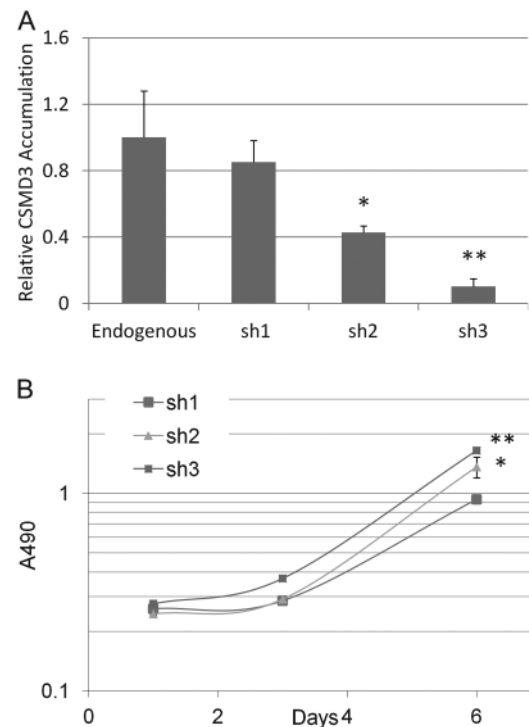 A
Relative CSMD3 Accumulation
1.6
1.2
0.8
0.4
0
*
**
Endogenous sh1 sh2 sh3
B
sh1
sh2
sh3
**
*
A490
1
0.1
0 2 Days 4 6